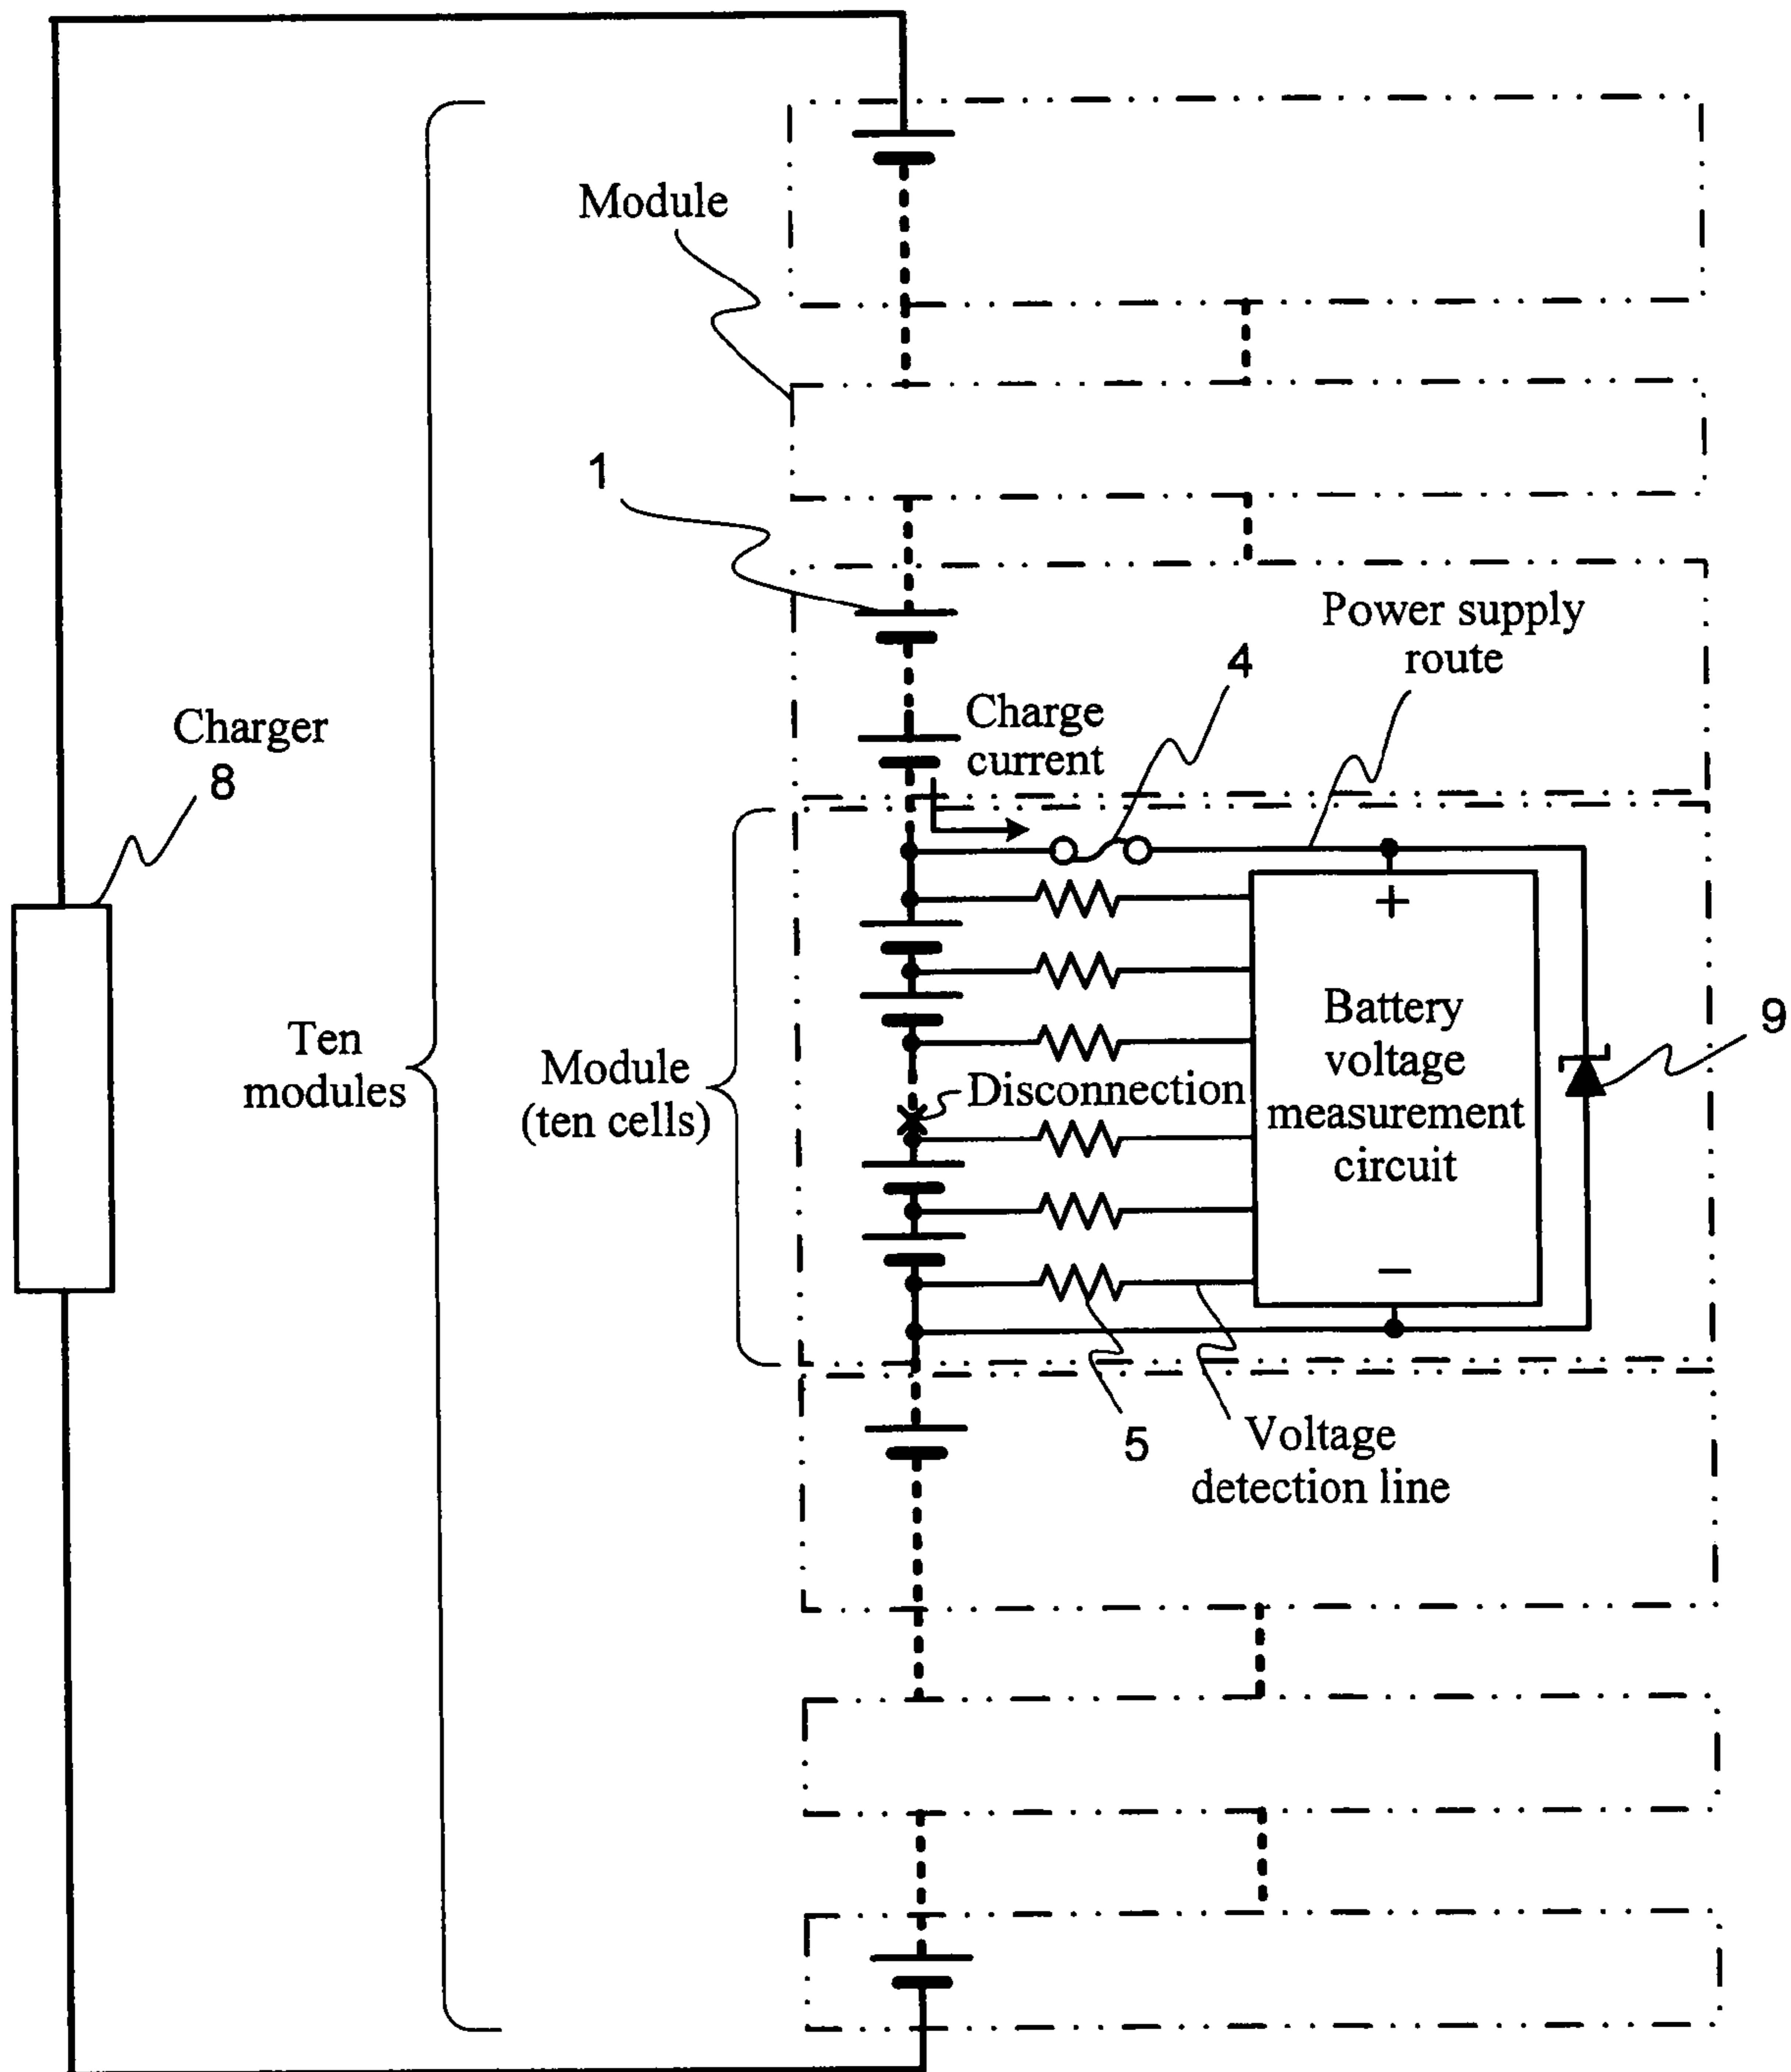 Module
1
Power supply
route
4
Charge
current
Charger
8
+
Ten
modules
Module
(ten cells)
Disconnection
Battery
voltage
measurement
circuit
9
−
5
Voltage
detection line